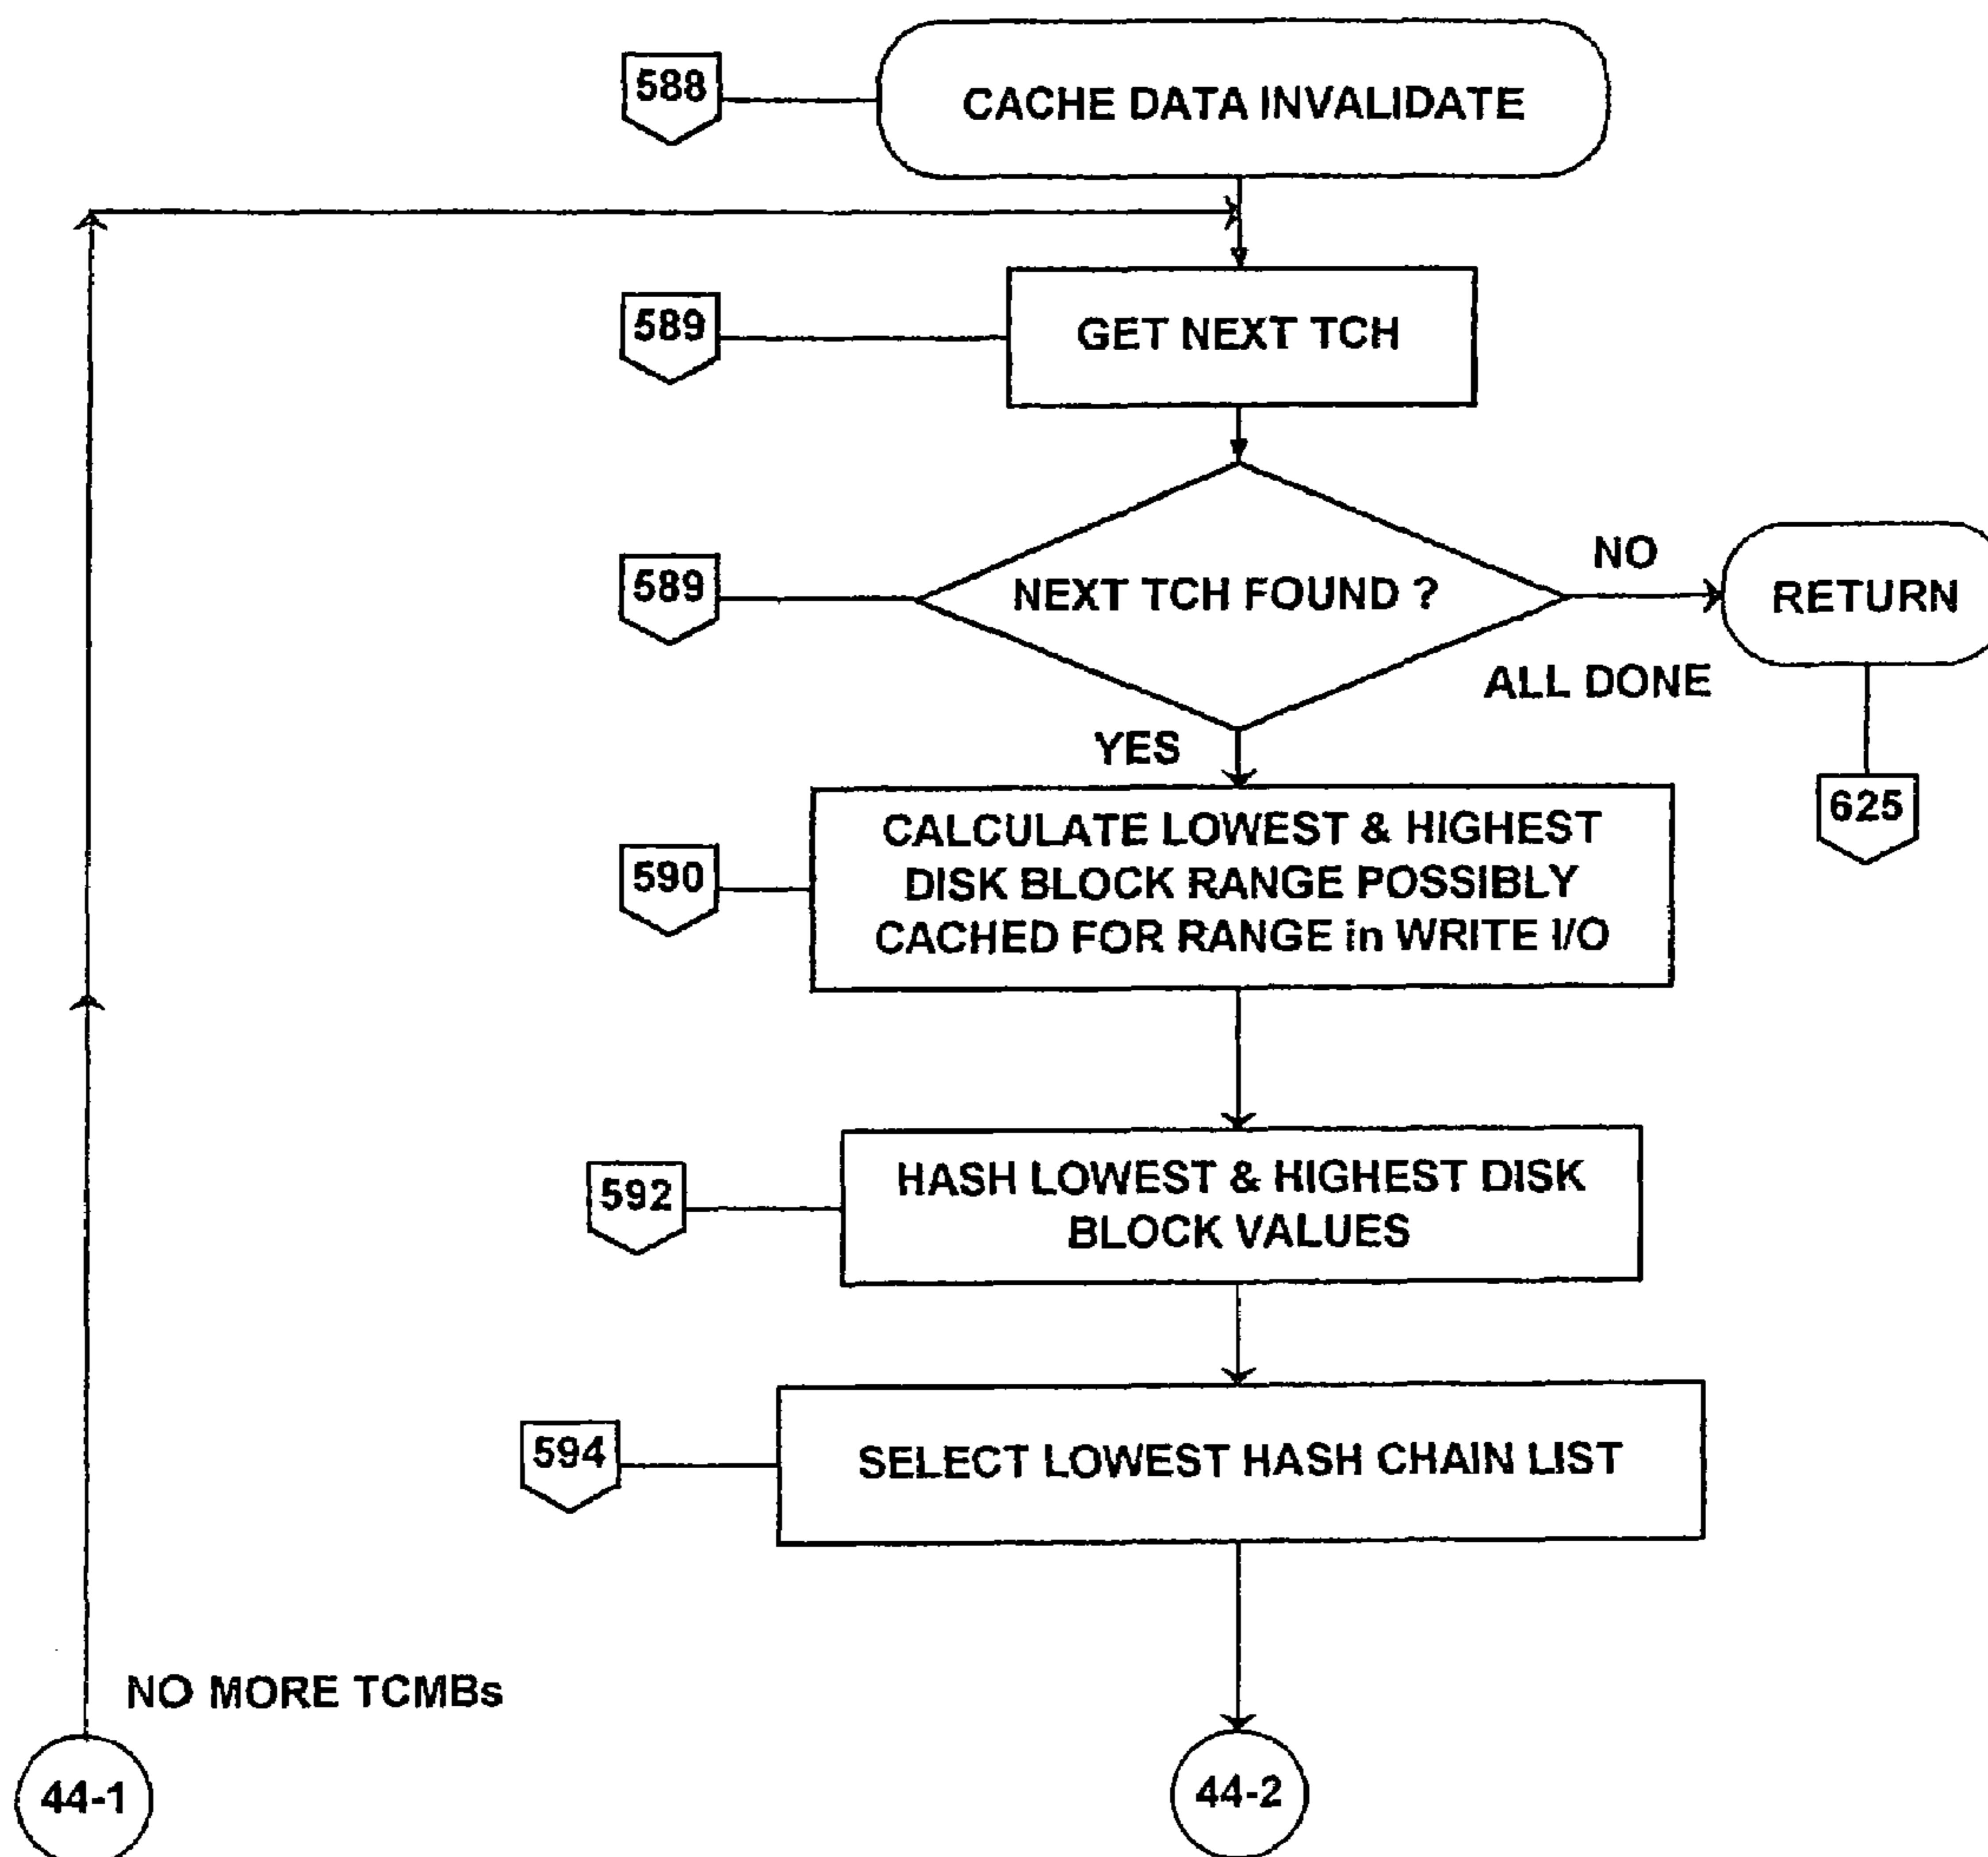 588
CACHE DATA INVALIDATE
589
GET NEXT TCH
589
NEXT TCH FOUND ?
NO
RETURN
ALL DONE
YES
625
590
CALCULATE LOWEST & HIGHEST
DISK BLOCK RANGE POSSIBLY
CACHED FOR RANGE in WRITE I/O
592
HASH LOWEST & HIGHEST DISK
BLOCK VALUES
594
SELECT LOWEST HASH CHAIN LIST
NO MORE TCMBs
44-1
44-2